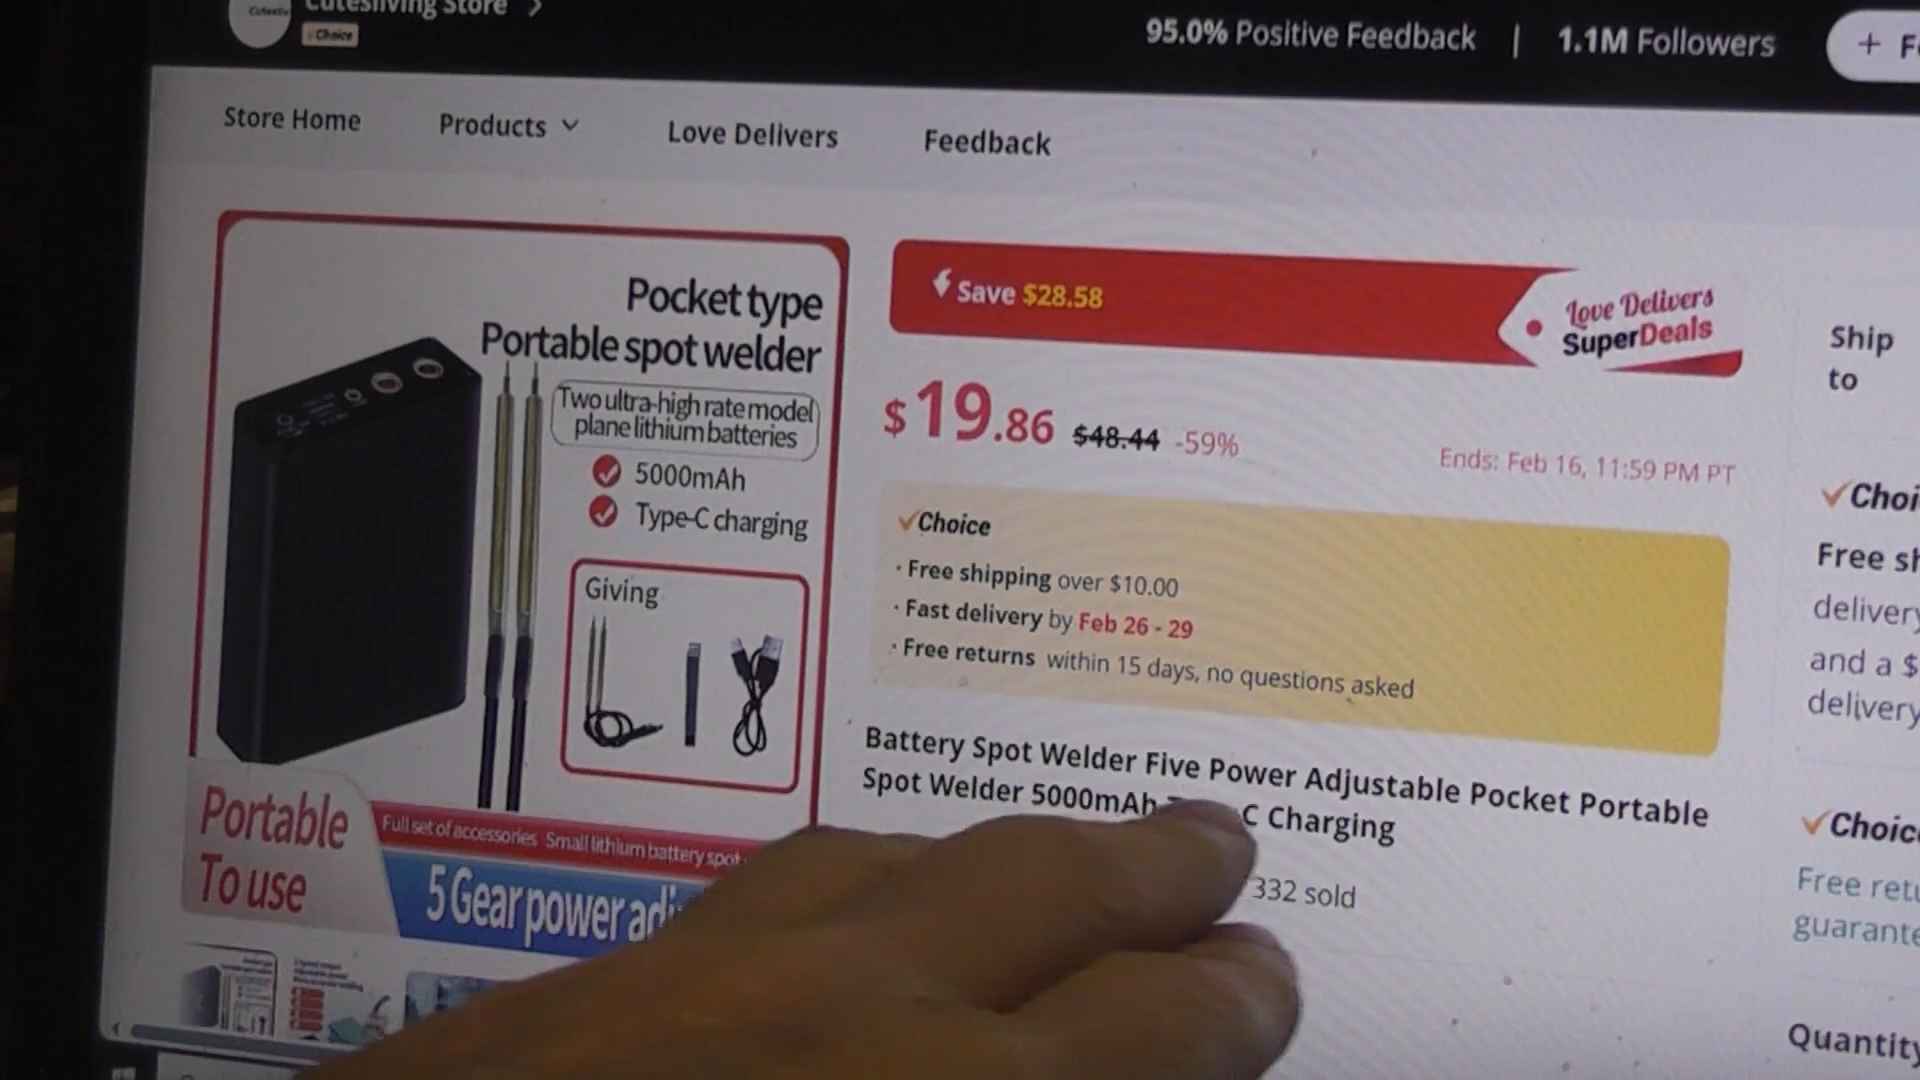 Cutesliving Store
Choice
95.0% Positive Feedback | 1.1M Followers
+
Store Home
Products
Love Delivers
Feedback
Pocket type
Portable spot welder
Two ultra-high rate model
plane lithium batteries
5000mAh
Type-C charging
Giving
Portable
To use
Full set of accessories Small lithium battery spot
5 Gear power
Save $28.58
Love Delivers
SuperDeals
$19.86 $48.44 -59%
Ends: Feb 16, 11:59 PM PT
Choice
· Free shipping over $10.00
· Fast delivery by Feb 26 - 29
· Free returns within 15 days, no questions asked
Battery Spot Welder Five Power Adjustable Pocket Portable
Spot Welder 5000mAh C Charging
332 sold
Ship
to
Free
delivery
and a $
delivery
Choice
Free
Quantity